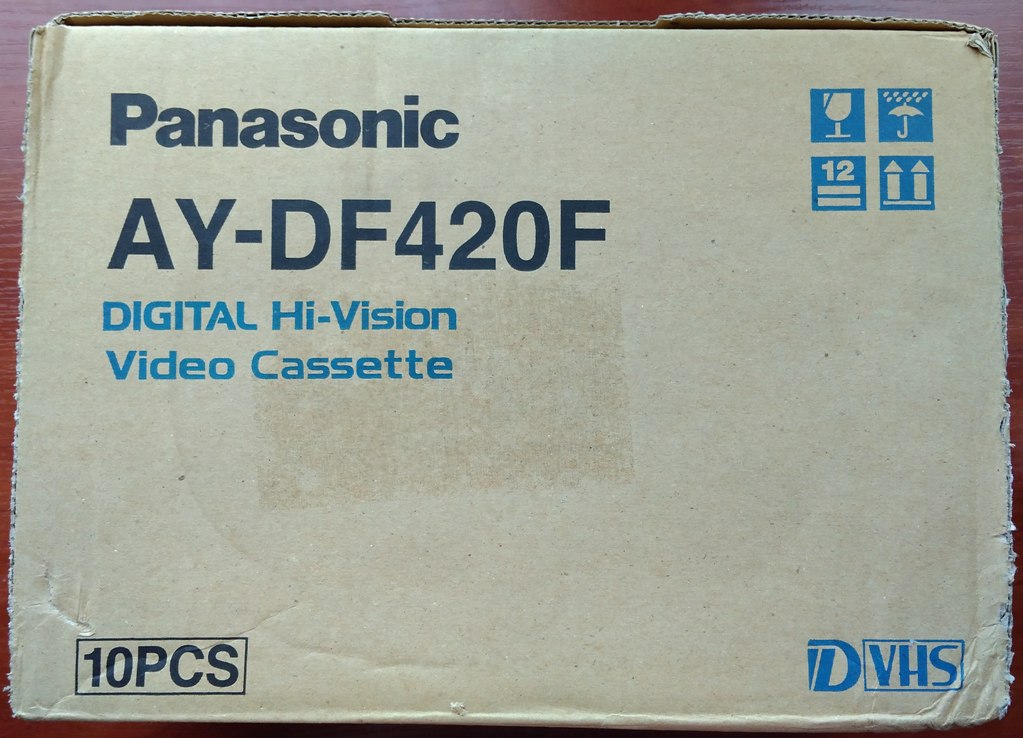 Panasonic
AY-DF420F
DIGITAL Hi-Vision
Video Cassette
12
10PCS
D VHS